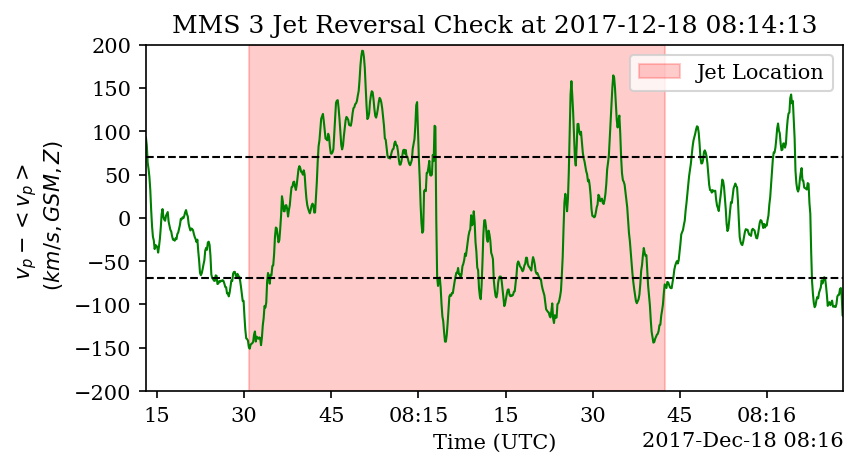 MMS 3 Jet Reversal Check at 2017-12-18 08:14:13
Jet Location
200
150
100
50
0
−50
−100
−150
−200
v_p − < v_p >
(km/s, GSM, Z)
15 30 45 08:15 15 30 45 08:16
Time (UTC)
2017-Dec-18 08:16